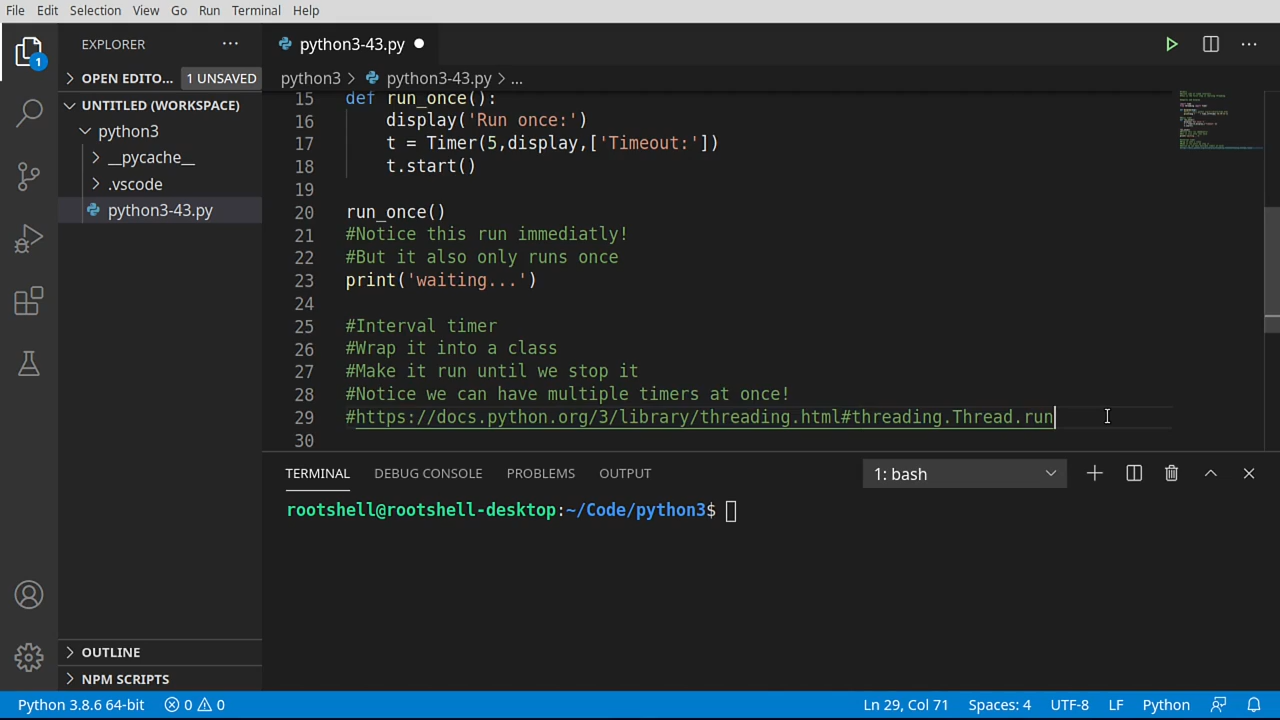 File Edit Selection View Go Run Terminal Help
EXPLORER
python3-43.py
OPEN EDITO... 1 UNSAVED
python3 > python3-43.py > ...
UNTITLED (WORKSPACE)
python3
__pycache__
.vscode
python3-43.py
OUTLINE
NPM SCRIPTS
1
15 def run_once():
16 display('Run once:')
17 t = Timer(5,display,['Timeout:'])
18 t.start()
19
20 run_once()
21 #Notice this run immediatly!
22 #But it also only runs once
23 print('waiting...')
24
25 #Interval timer
26 #Wrap it into a class
27 #Make it run until we stop it
28 #Notice we can have multiple timers at once!
29 #https://docs.python.org/3/library/threading.html#threading.Thread.run
30
TERMINAL DEBUG CONSOLE PROBLEMS OUTPUT 1: bash
rootshell@rootshell-desktop:~/Code/python3$
Python 3.8.6 64-bit 0 0 Ln 29, Col 71 Spaces: 4 UTF-8 LF Python